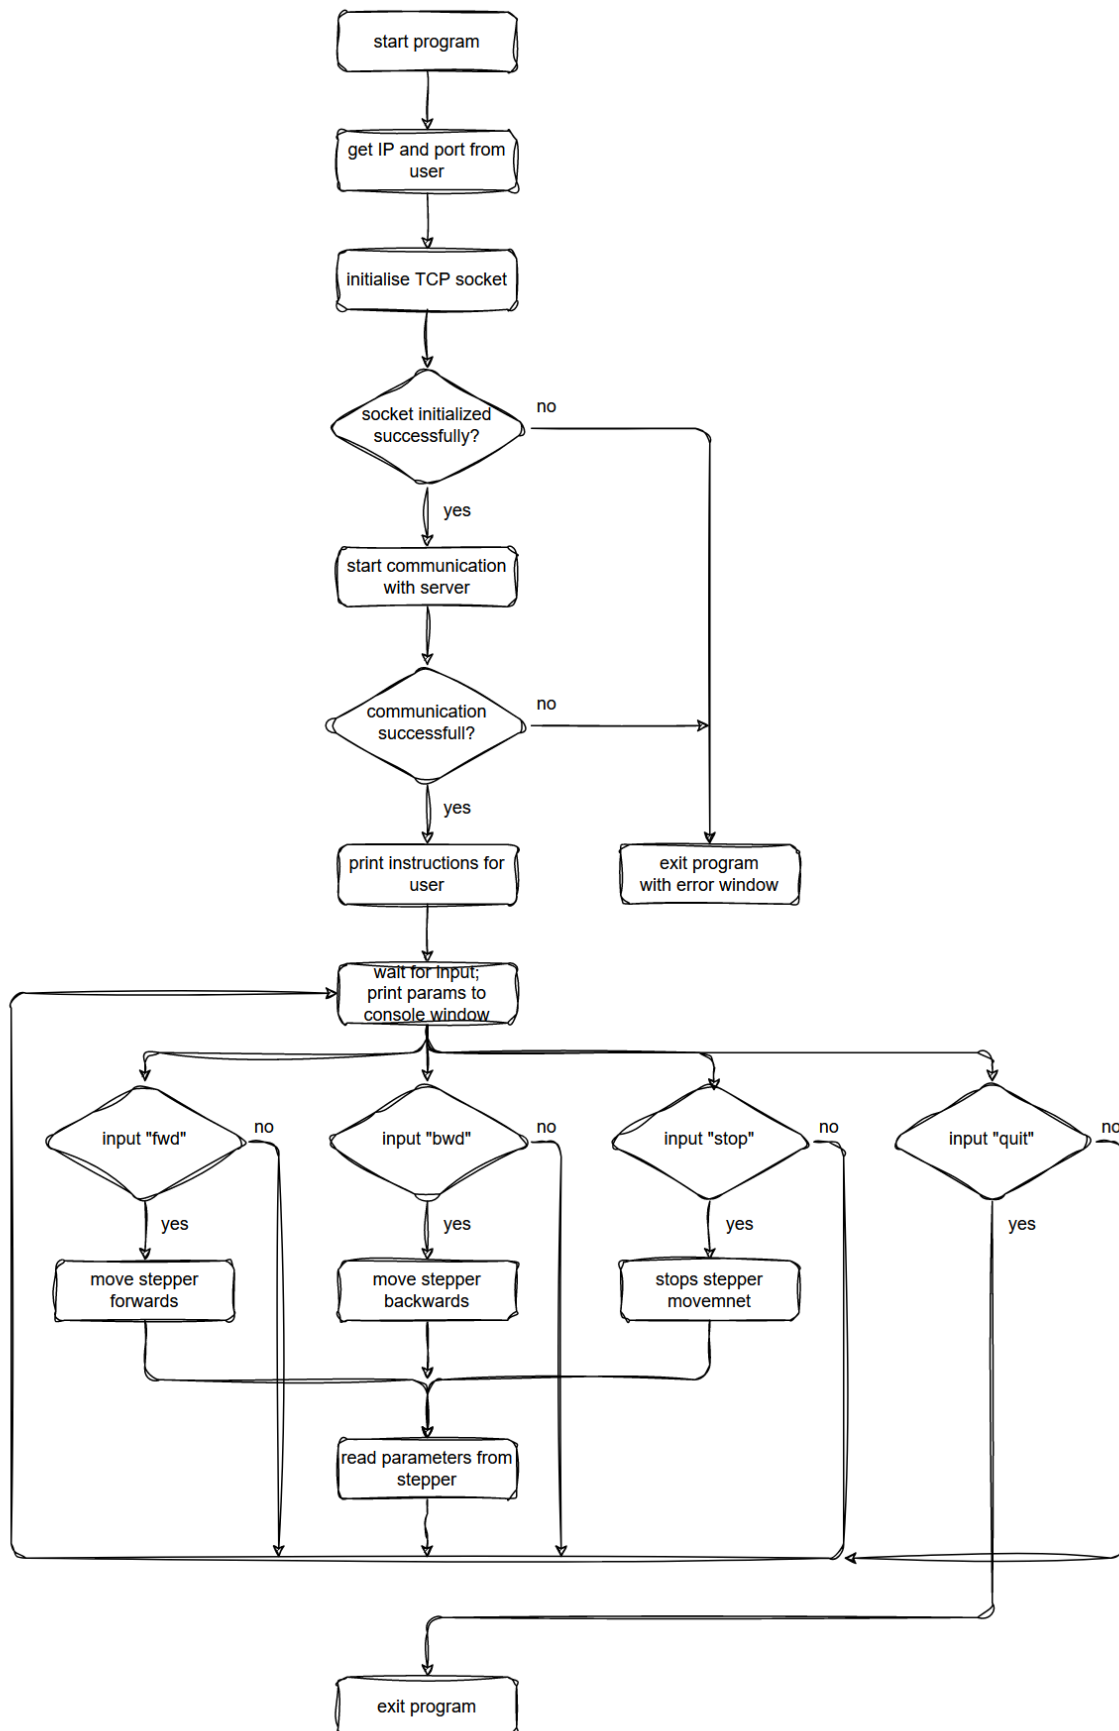 start program
get IP and port from
user
initialise TCP socket
socket initialized
successfully?
no
yes
start communication
with server
communication
successfull?
no
yes
print instructions for
user
exit program
with error window
wait for input;
print params to
console window
input "fwd"
no
input "bwd"
no
input "stop"
no
input "quit"
no
yes
yes
yes
yes
move stepper
forwards
move stepper
backwards
stops stepper
movemnet
read parameters from
stepper
exit program